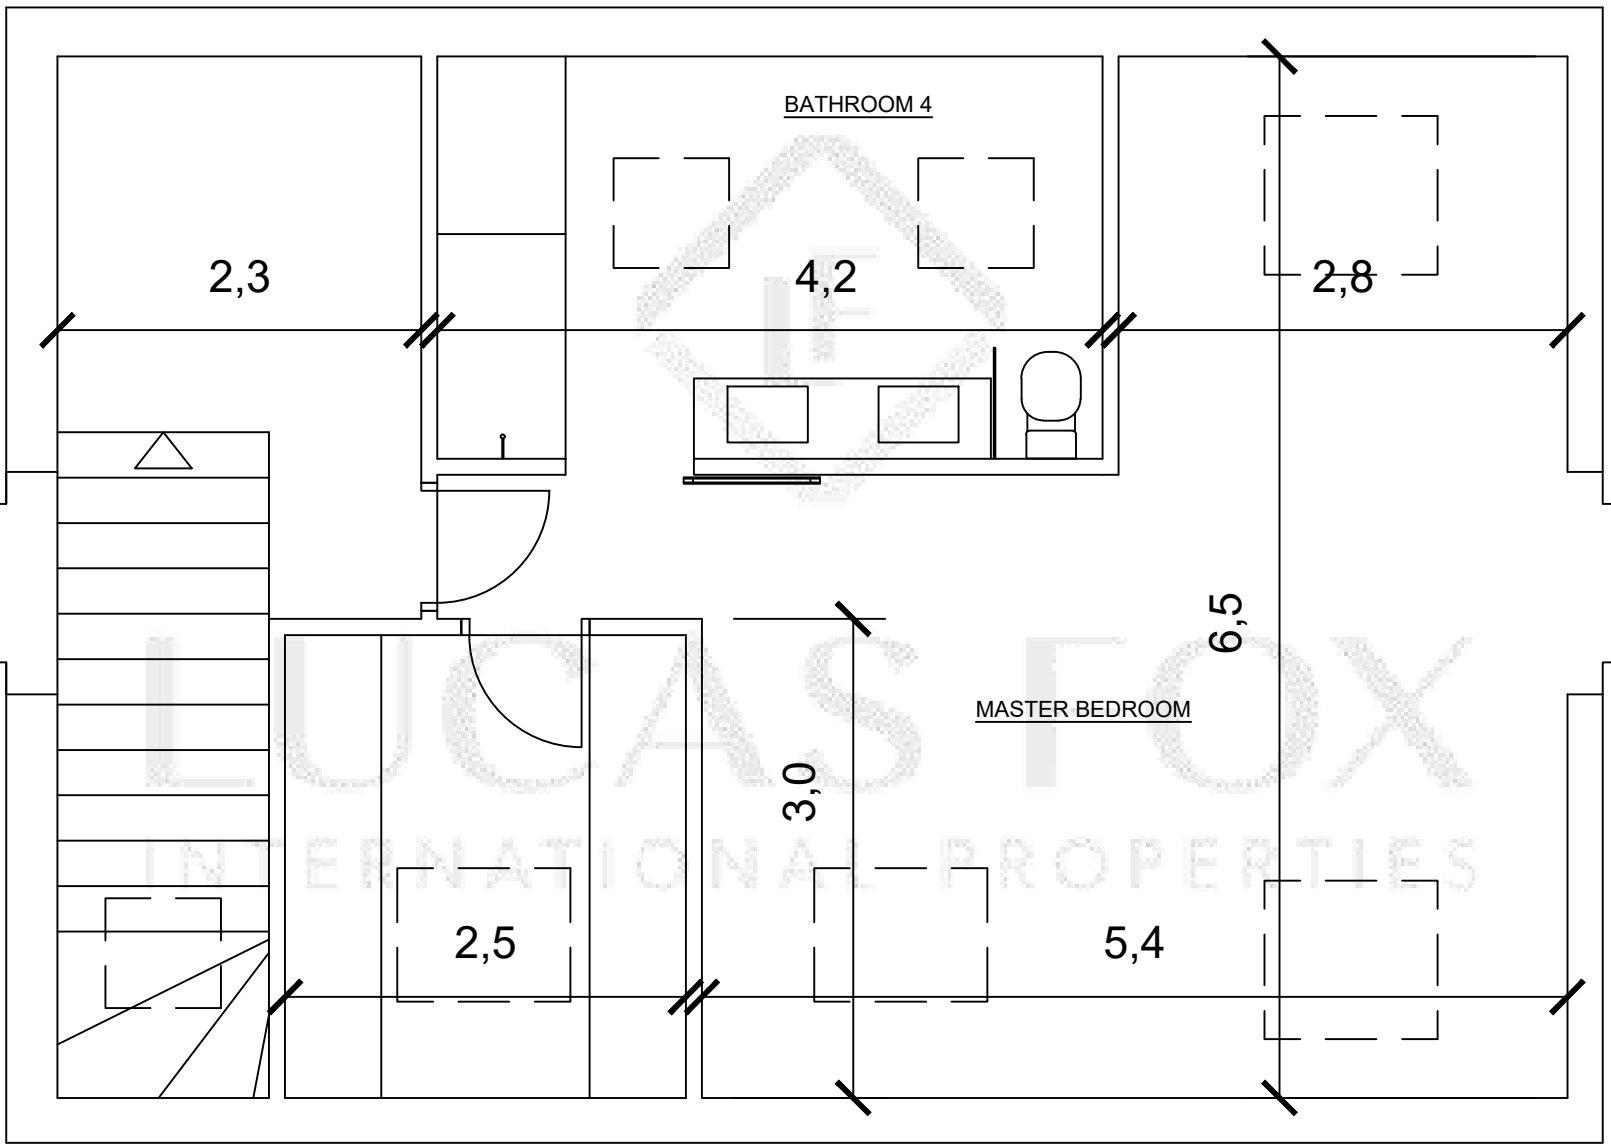 BATHROOM 4
2,3
4,2
2,8
LF
6,5
LUCAS FOX
MASTER BEDROOM
3,0
INTERNATIONAL PROPERTIES
2,5
5,4